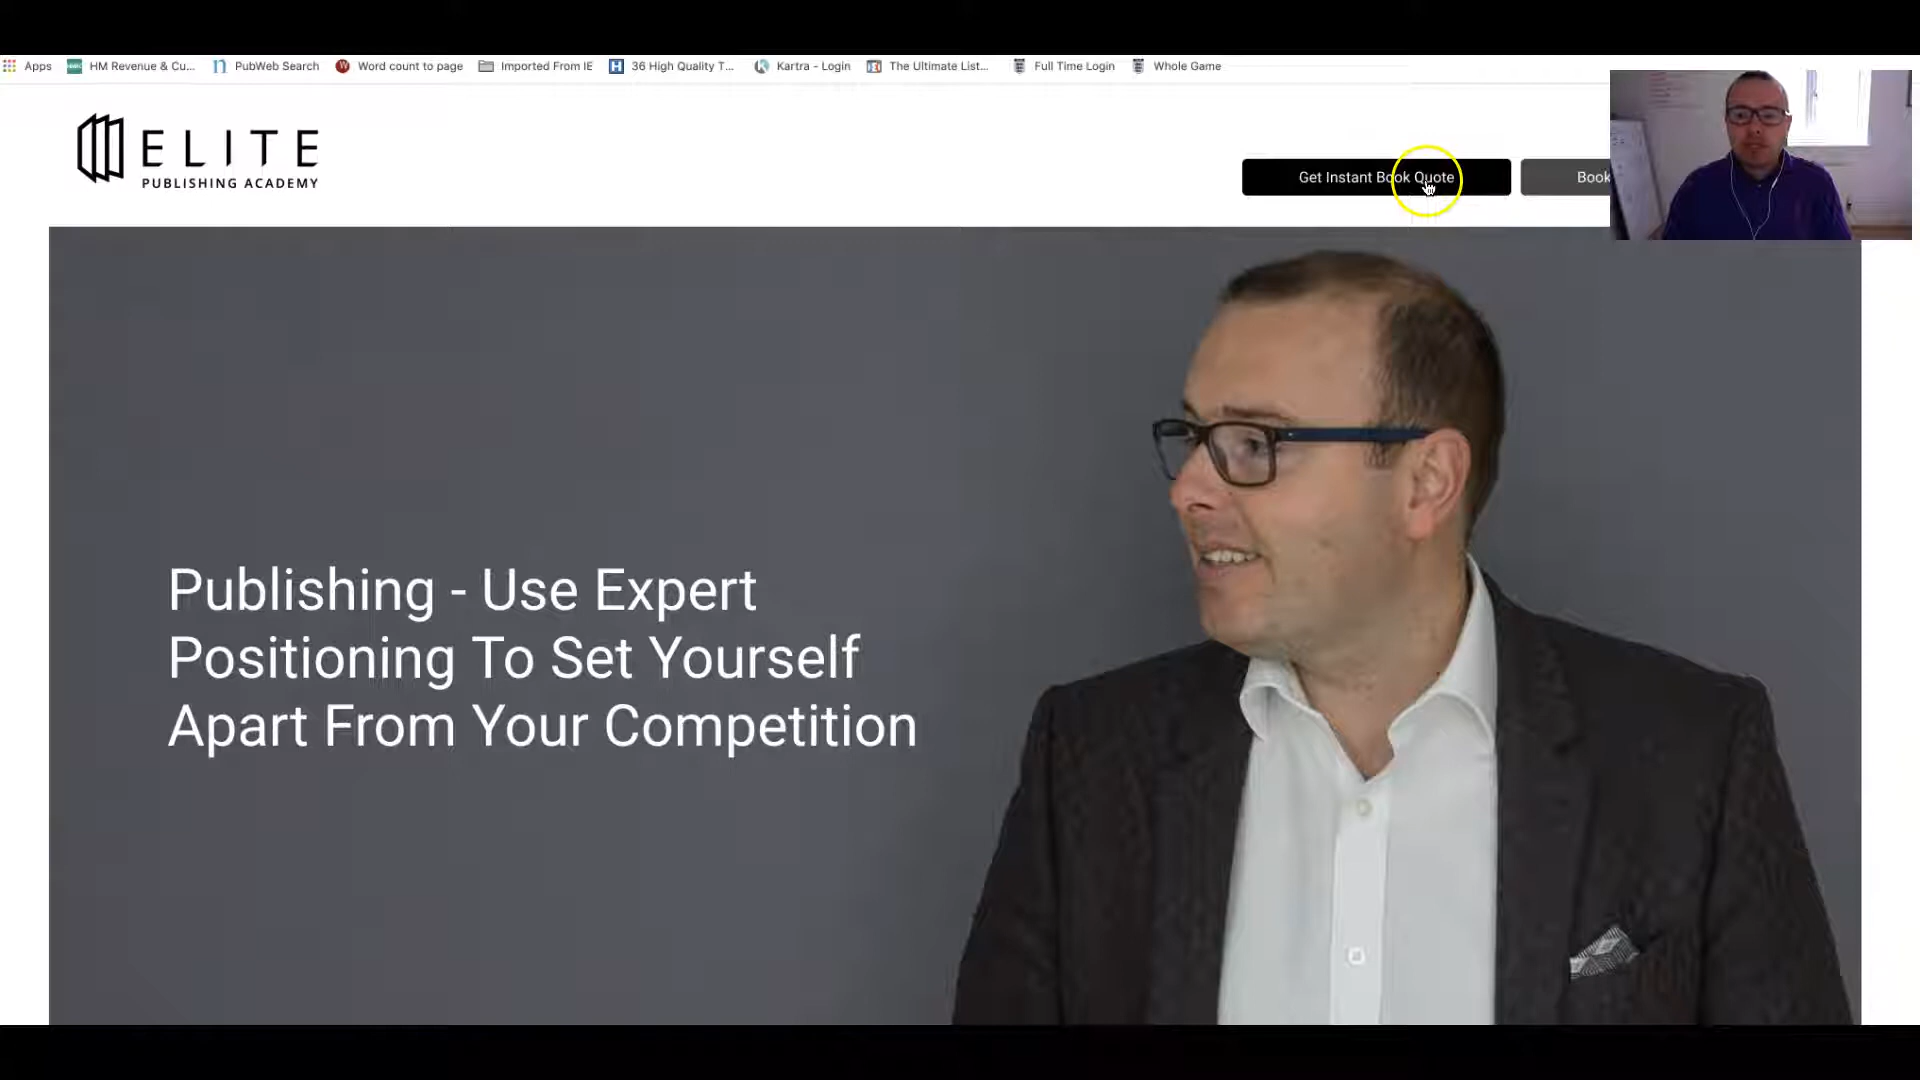 Apps HM Revenue & Cu... PubWeb Search Word count to page Imported From IE 36 High Quality T... Kartra - Login The Ultimate List... Full Time Login Whole Game
ELITE
PUBLISHING ACADEMY
Get Instant Book Quote
Book
Publishing - Use Expert
Positioning To Set Yourself
Apart From Your Competition